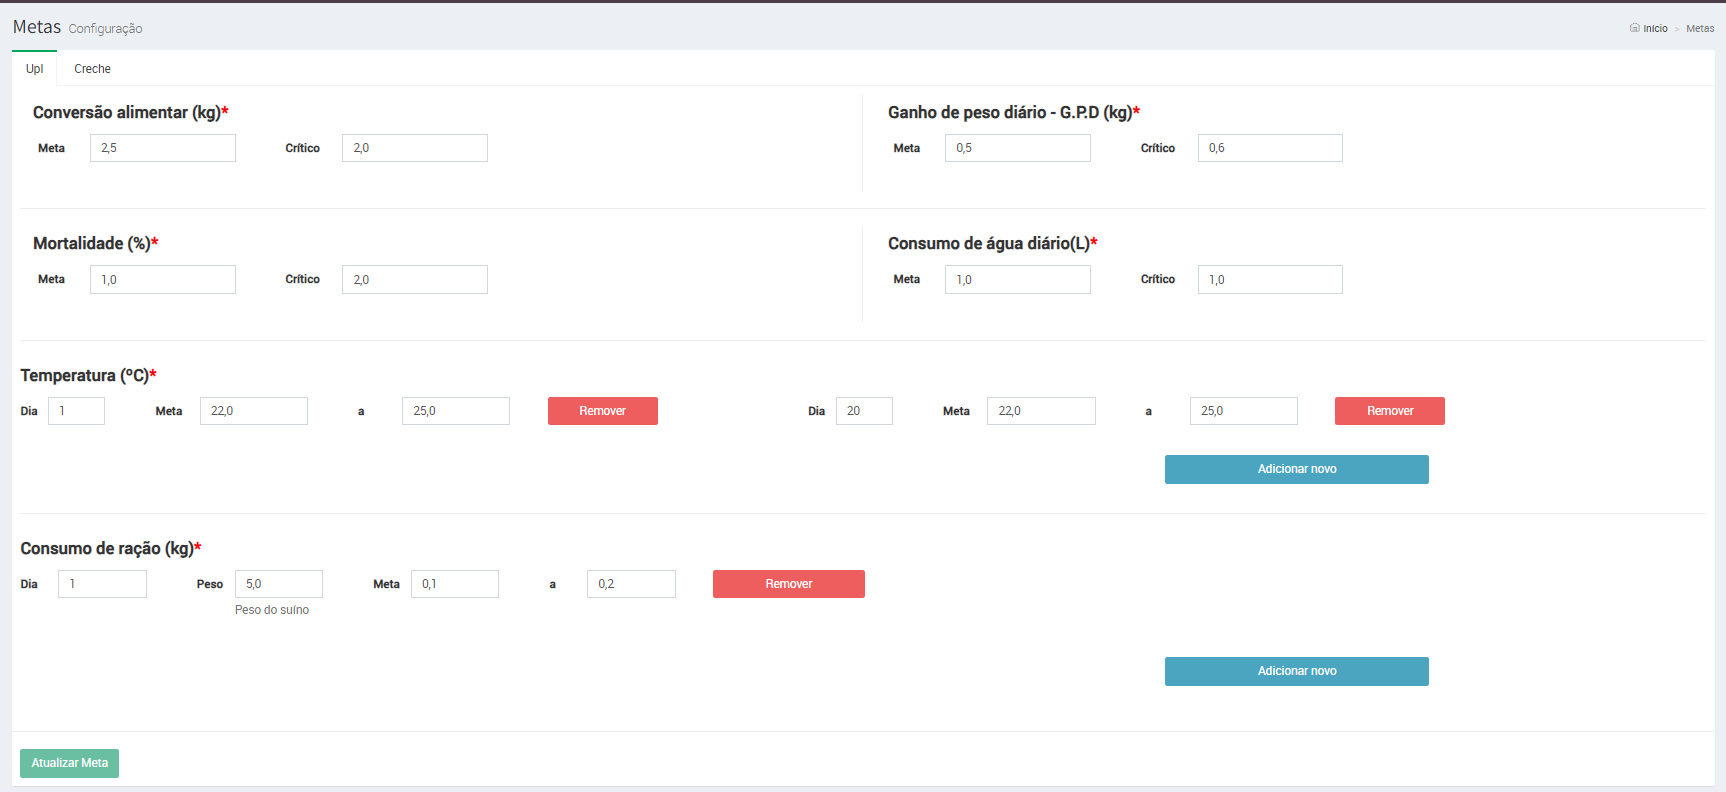 Metas Configuração
Início > Metas
Upl Creche
Conversão alimentar (kg)*
Meta 2,5 Crítico 2,0
Ganho de peso diário - G.P.D (kg)*
Meta 0,5 Crítico 0,6
Mortalidade (%)*
Meta 1,0 Crítico 2,0
Consumo de água diário(L)*
Meta 1,0 Crítico 1,0
Temperatura (ºC)*
Dia 1 Meta 22,0 a 25,0 Remover Dia 20 Meta 22,0 a 25,0 Remover
Adicionar novo
Consumo de ração (kg)*
Dia 1 Peso 5,0 Meta 0,1 a 0,2 Remover
Peso do suíno
Adicionar novo
Atualizar Meta